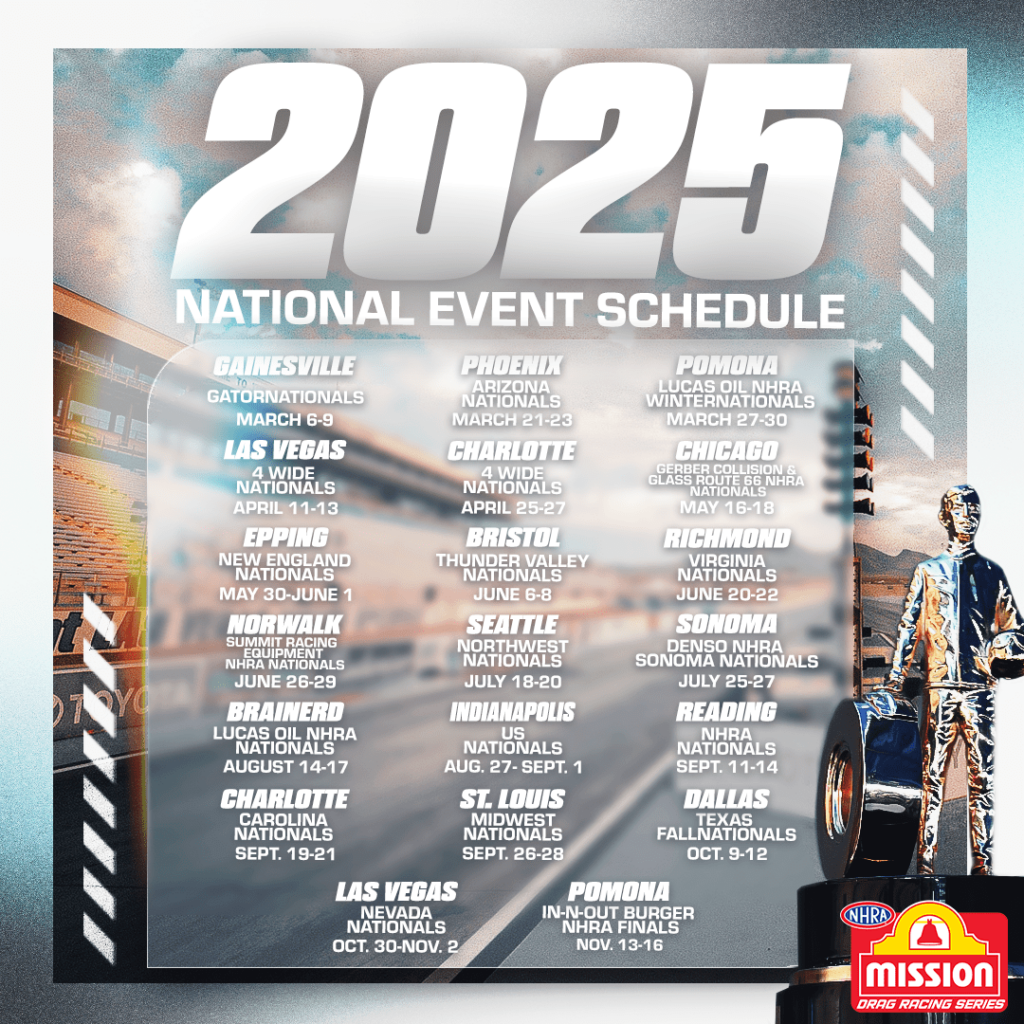 2025
NATIONAL EVENT SCHEDULE
GAINESVILLE
GATORNATIONALS
MARCH 6-9
PHOENIX
ARIZONA
NATIONALS
MARCH 21-23
POMONA
LUCAS OIL NHRA
WINTERNATIONALS
MARCH 27-30
LAS VEGAS
4 WIDE
NATIONALS
APRIL 11-13
CHARLOTTE
4 WIDE
NATIONALS
APRIL 25-27
CHICAGO
GERBER COLLISION &
GLASS ROUTE 66 NHRA
NATIONALS
MAY 16-18
EPPING
NEW ENGLAND
NATIONALS
MAY 30-JUNE 1
BRISTOL
THUNDER VALLEY
NATIONALS
JUNE 6-8
RICHMOND
VIRGINIA
NATIONALS
JUNE 20-22
NORWALK
SUMMIT RACING
EQUIPMENT
NHRA NATIONALS
JUNE 26-29
SEATTLE
NORTHWEST
NATIONALS
JULY 18-20
SONOMA
DENSO NHRA
SONOMA NATIONALS
JULY 25-27
BRAINERD
LUCAS OIL NHRA
NATIONALS
AUGUST 14-17
INDIANAPOLIS
US
NATIONALS
AUG. 27- SEPT. 1
READING
NHRA
NATIONALS
SEPT. 11-14
CHARLOTTE
CAROLINA
NATIONALS
SEPT. 19-21
ST. LOUIS
MIDWEST
NATIONALS
SEPT. 26-28
DALLAS
TEXAS
FALLNATIONALS
OCT. 9-12
LAS VEGAS
NEVADA
NATIONALS
OCT. 30-NOV. 2
POMONA
IN-N-OUT BURGER
NHRA FINALS
NOV. 13-16
TOYO
NHRA
MISSION
DRAG RACING SERIES